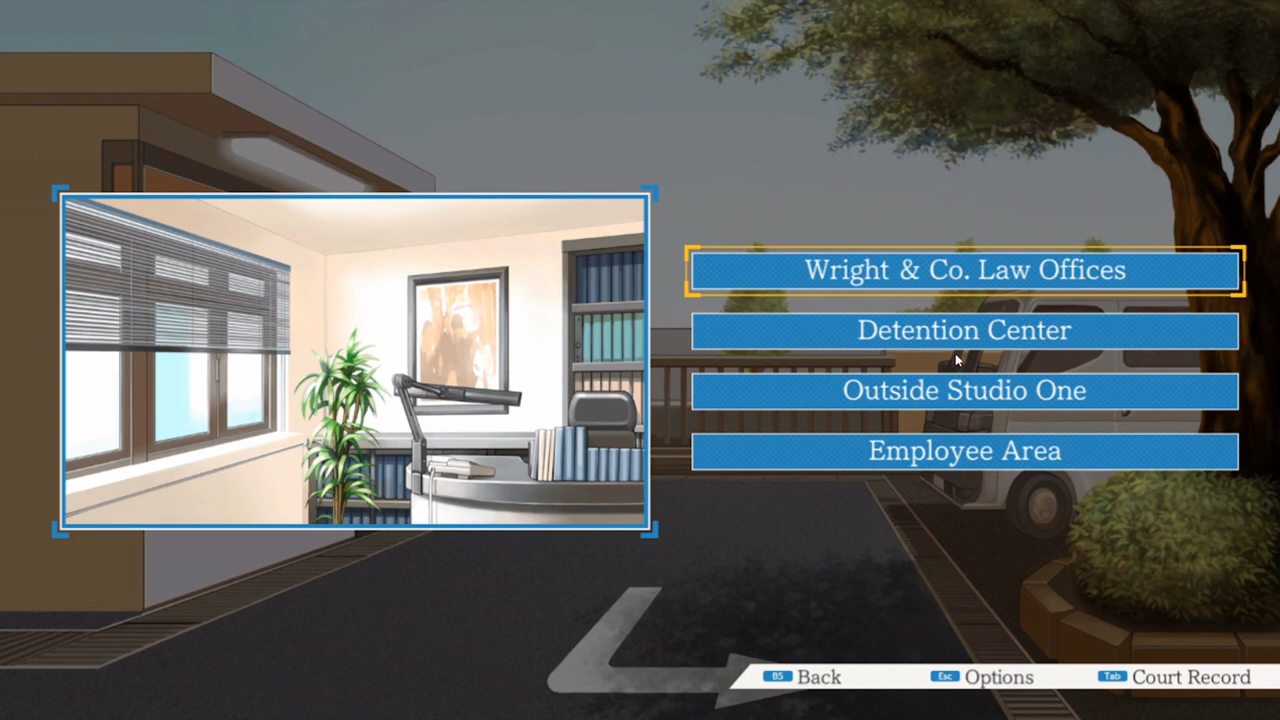 Wright & Co. Law Offices
Detention Center
Outside Studio One
Employee Area
BS Back Esc Options Tab Court Record